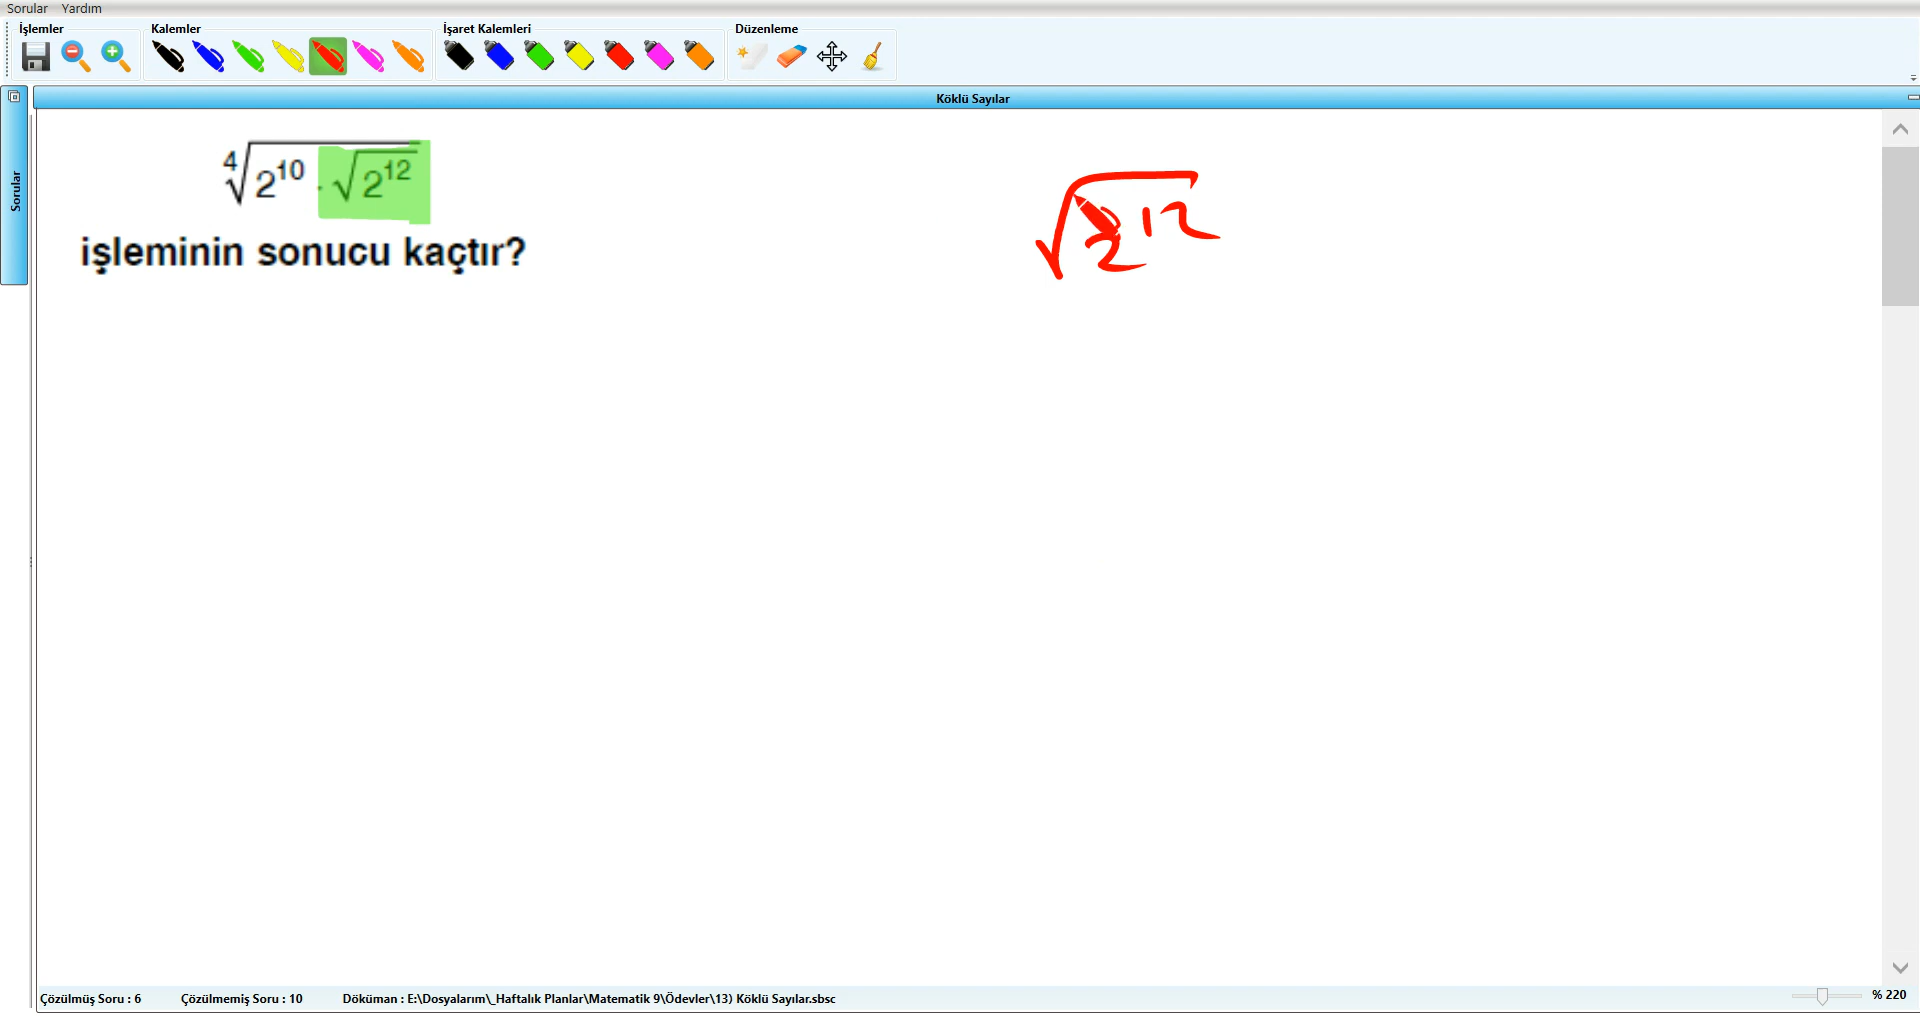 Sorular Yardım
İşlemler Kalemler İşaret Kalemleri Düzenleme
Köklü Sayılar
Sorular
⁴√(2¹⁰ · √2¹²)
işleminin sonucu kaçtır?
√2¹²
Çözülmüş Soru : 6 Çözülmemiş Soru : 10 Döküman : E:\Dosyalarım\_Haftalık Planlar\Matematik 9\Ödevler\13) Köklü Sayılar.sbsc % 220